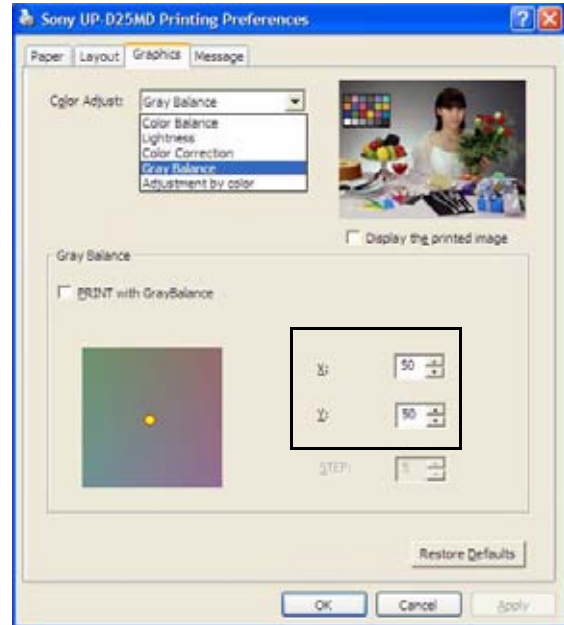 Sony UP-D25MD Printing Preferences
Paper Layout Graphics Message
Color Adjust: Gray Balance
Color Balance
Lightness
Color Correction
Gray Balance
Adjustment by color
Display the printed image
Gray Balance
PRINT with GrayBalance
X: 50
Y: 50
STEP: 5
Restore Defaults
OK Cancel Apply